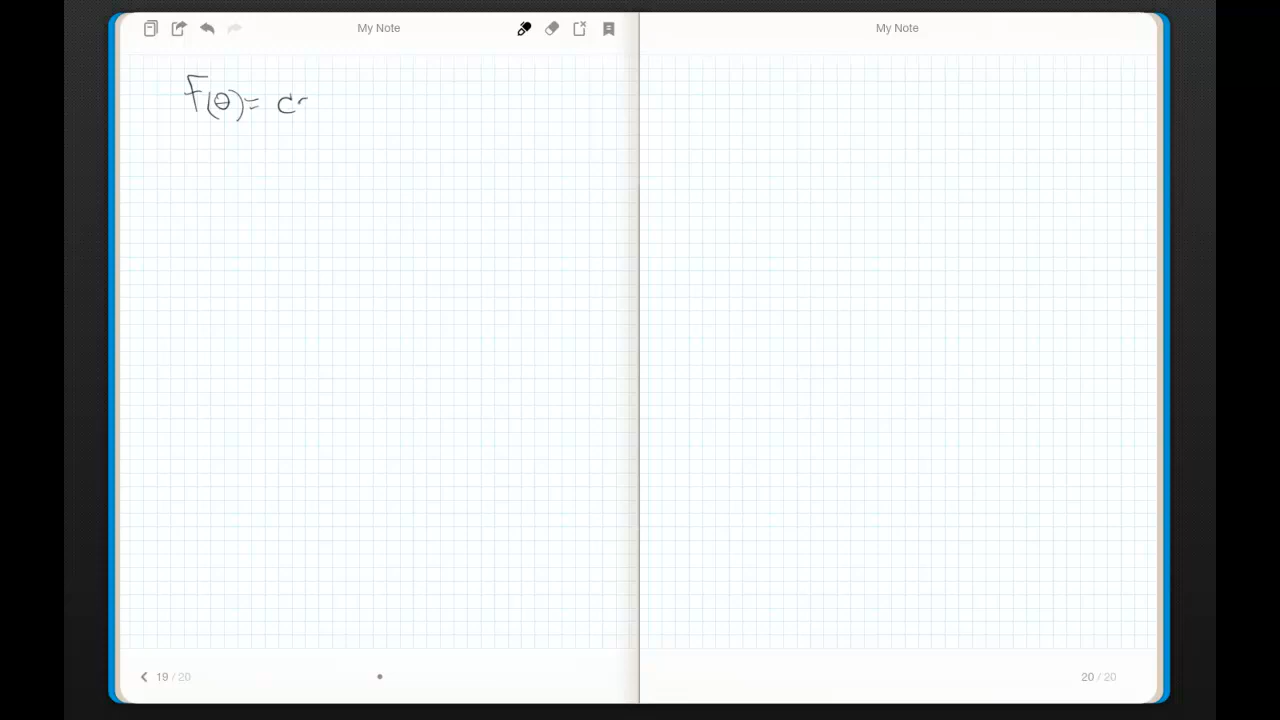 My Note
F(θ) = c
My Note
19 / 20
20 / 20